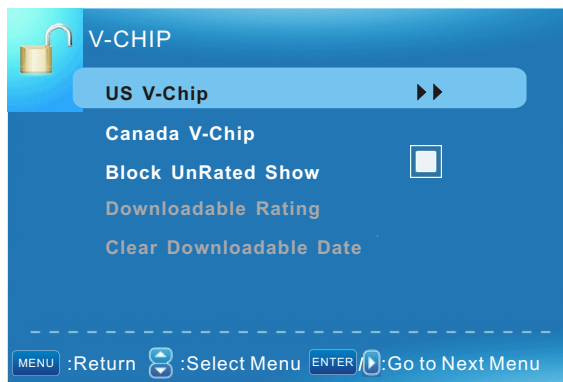 V-CHIP
US V-Chip
Canada V-Chip
Block UnRated Show
Downloadable Rating
Clear Downloadable Date
MENU :Return :Select Menu ENTER / :Go to Next Menu